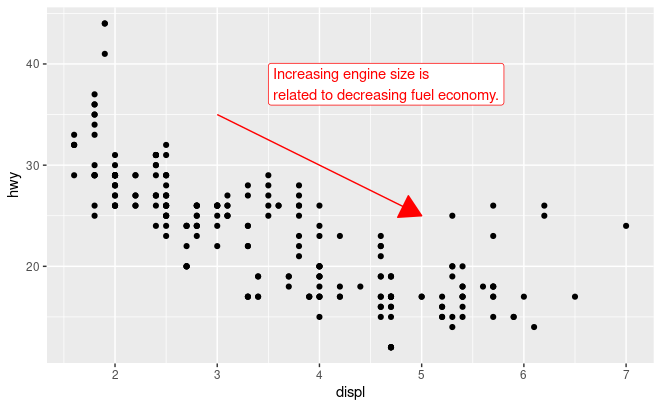 Increasing engine size is
related to decreasing fuel economy.
40
30
20
hwy
2 3 4 5 6 7
displ